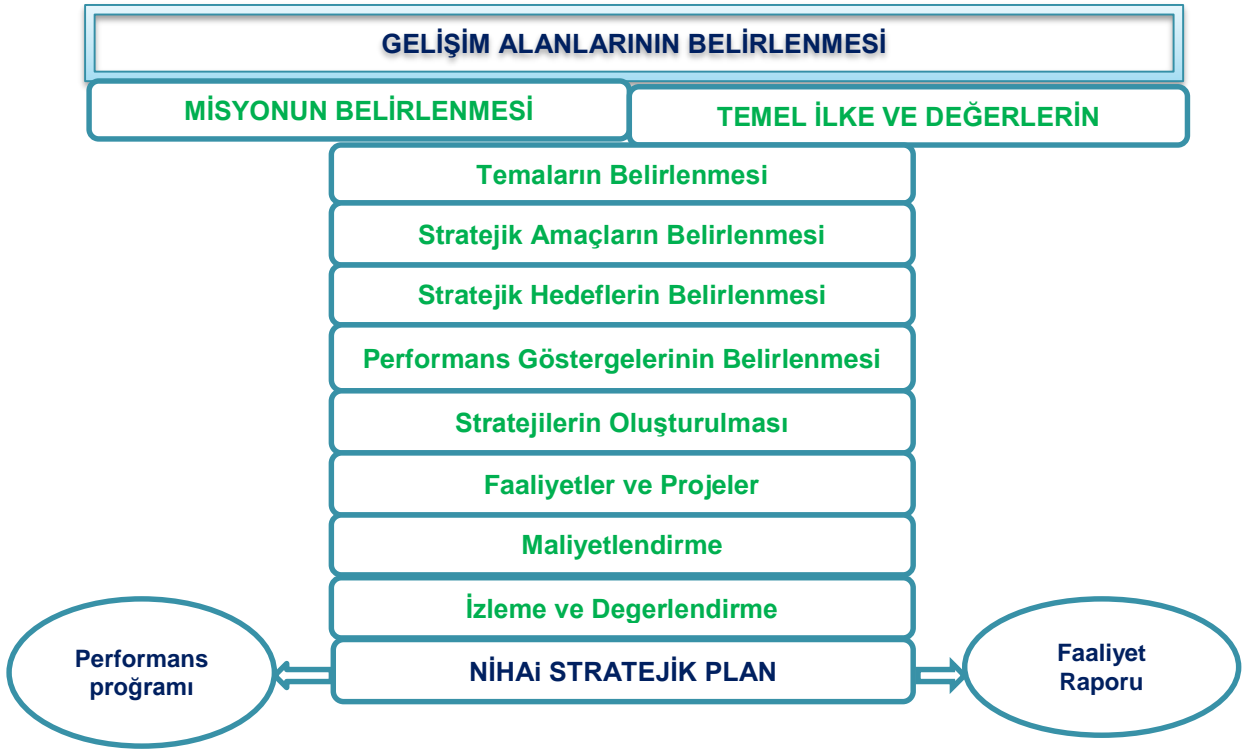 GELİŞİM ALANLARININ BELİRLENMESİ
MİSYONUN BELİRLENMESİ
TEMEL İLKE VE DEĞERLERİN
Temaların Belirlenmesi
Stratejik Amaçların Belirlenmesi
Stratejik Hedeflerin Belirlenmesi
Performans Göstergelerinin Belirlenmesi
Stratejilerin Oluşturulması
Faaliyetler ve Projeler
Maliyetlendirme
İzleme ve Degerlendirme
Performans
proğramı
NİHAi STRATEJİK PLAN
Faaliyet
Raporu